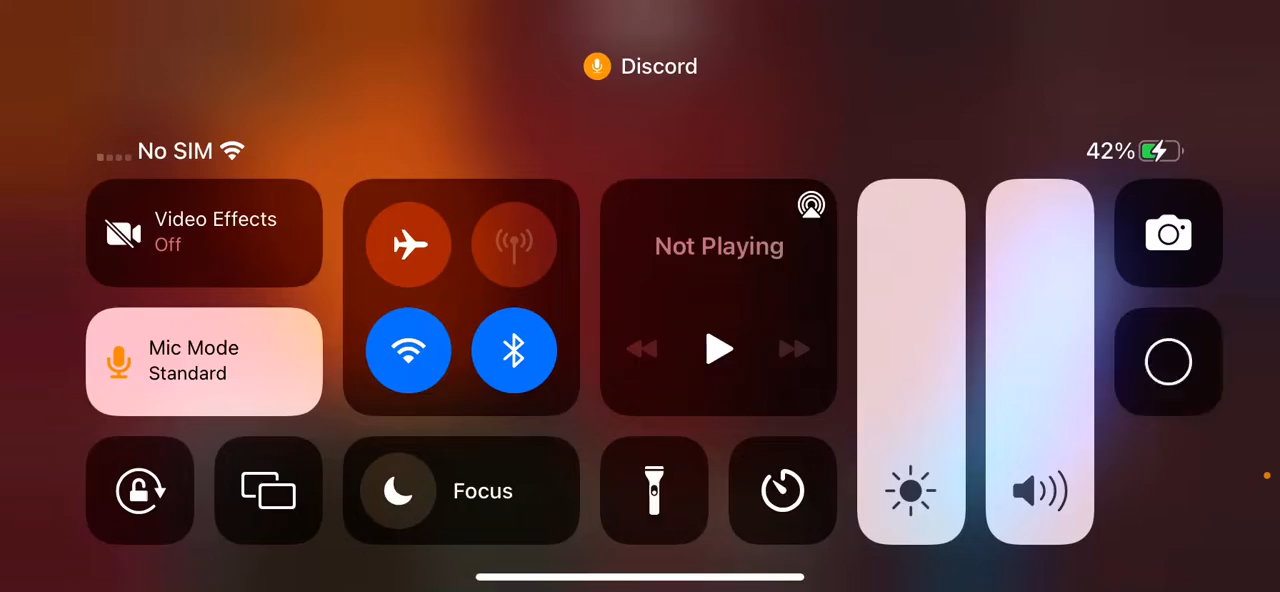 Discord
No SIM
42%
Video Effects
Off
Mic Mode
Standard
Not Playing
Focus